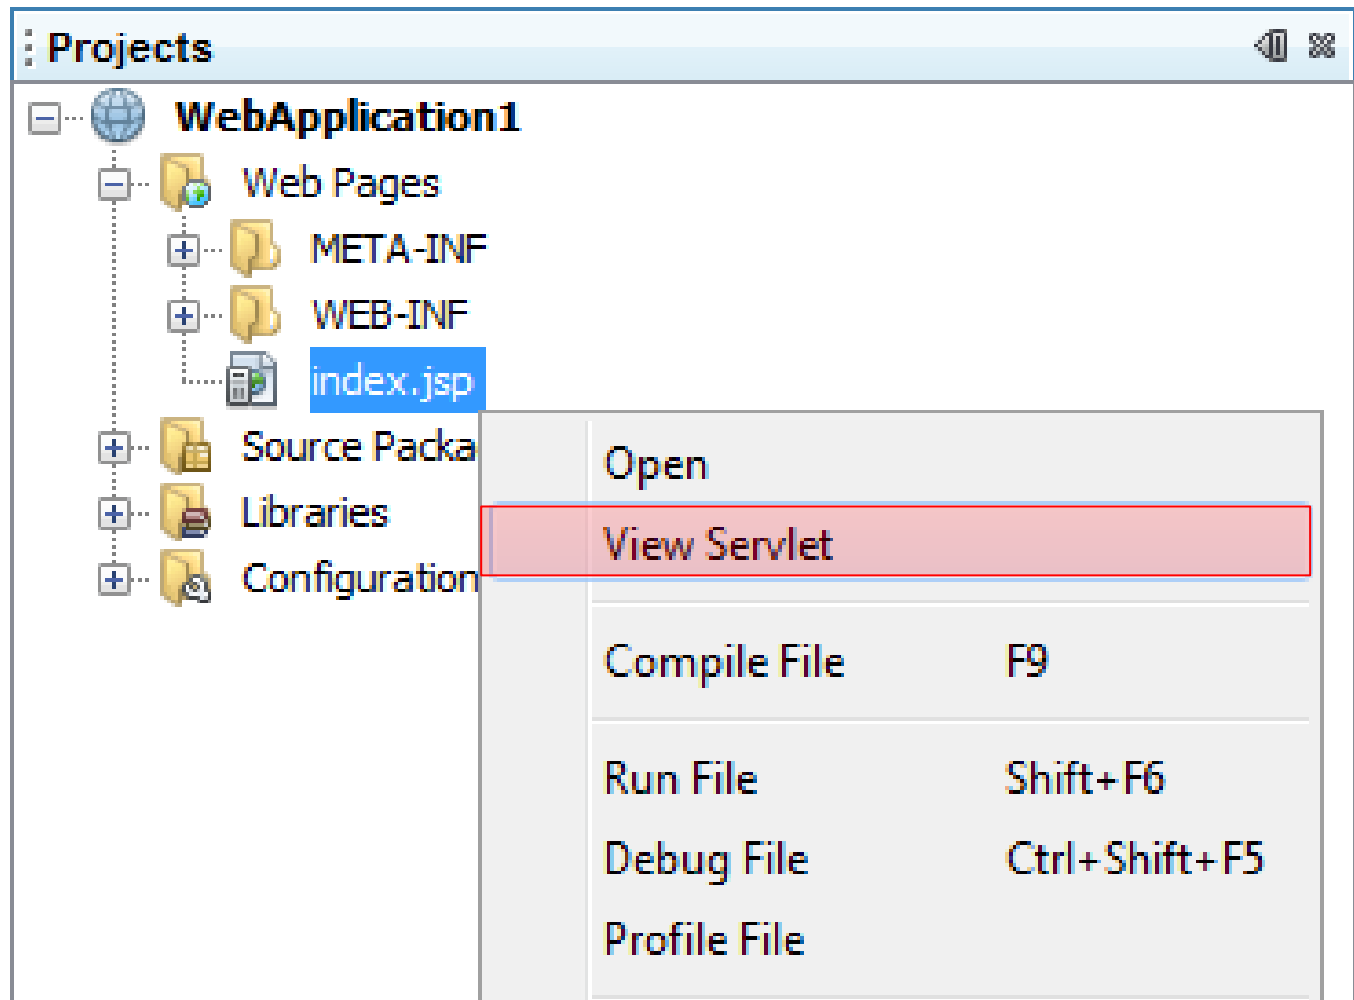 Projects
WebApplication1
Web Pages
META-INF
WEB-INF
index.jsp
Source Packa
Libraries
Configuration
Open
View Servlet
Compile File F9
Run File Shift+F6
Debug File Ctrl+Shift+F5
Profile File